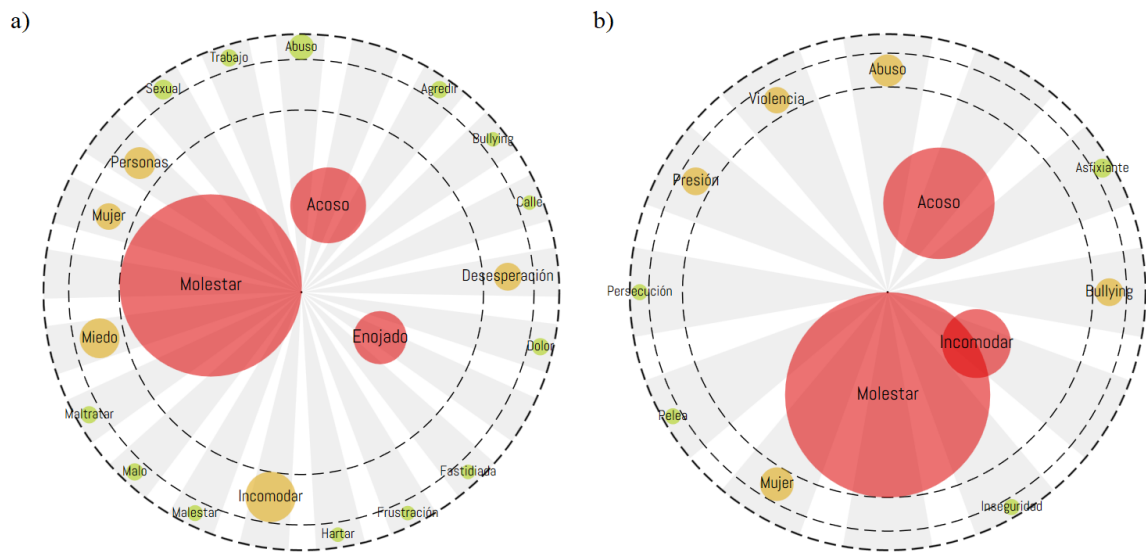 a)
Abuso
Trabajo
Sexual
Agredir
Bullying
Personas
Mujer
Acoso
Calle
Molestar
Desesperación
Miedo
Enojado
Dolor
Maltratar
Malo
Fastidiada
Incomodar
Malestar
Frustración
Hartar
b)
Abuso
Violencia
Presión
Asfixiante
Acoso
Persecución
Bullying
Incomodar
Molestar
Pelea
Mujer
Inseguridad